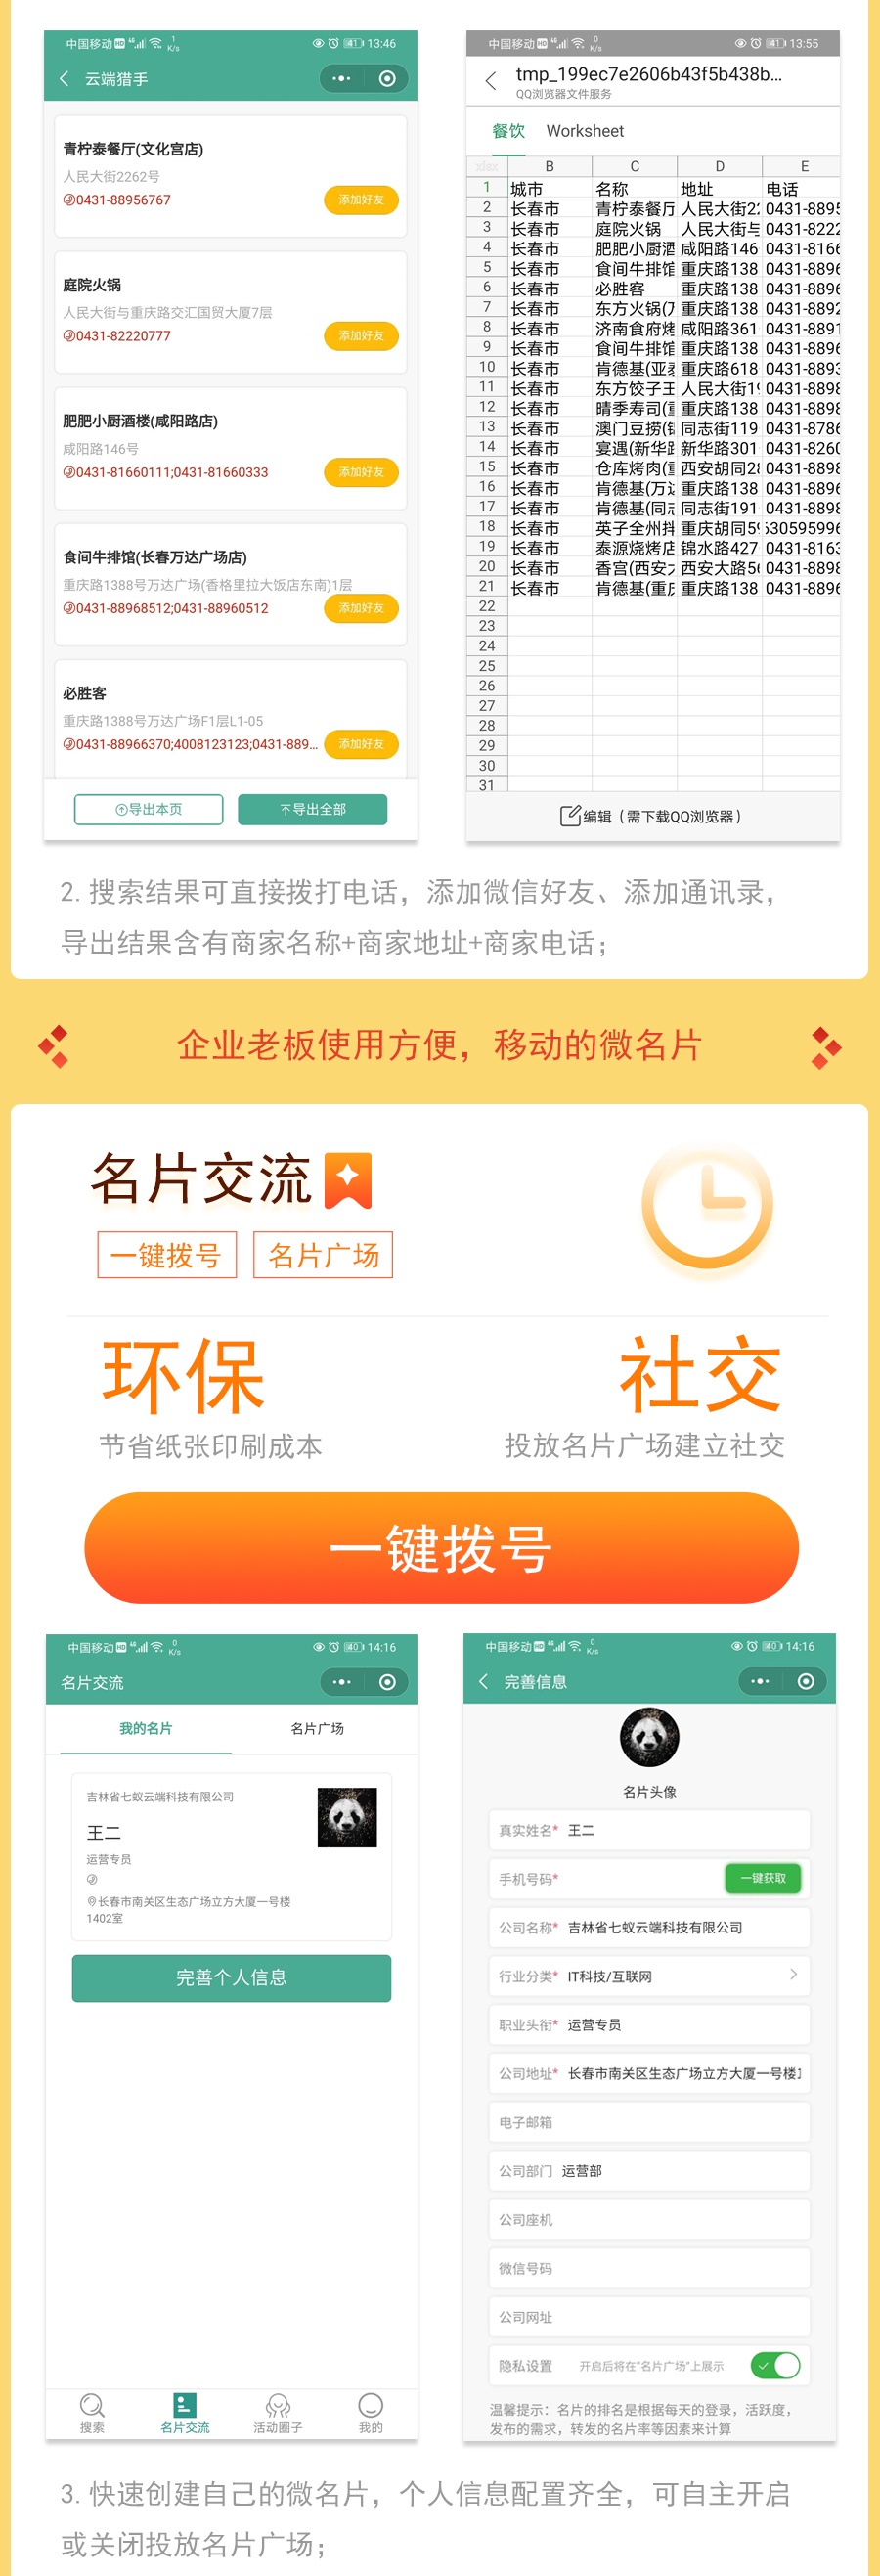 中国移动 HD 46 1 K/s 41 13:46
云端猎手
青柠泰餐厅(文化宫店)
人民大街2262号
0431-88956767
添加好友
庭院火锅
人民大街与重庆路交汇国贸大厦7层
0431-82220777
添加好友
肥肥小厨酒楼(咸阳路店)
咸阳路146号
0431-81660111;0431-81660333
添加好友
食间牛排馆(长春万达广场店)
重庆路1388号万达广场(香格里拉大饭店东南)1层
0431-88968512;0431-88960512
添加好友
必胜客
重庆路1388号万达广场F1层L1-05
0431-88966370;4008123123;0431-889...
添加好友
导出本页
导出全部
中国移动 HD 46 0 K/s 41 13:55
tmp_199ec7e2606b43f5b438b...
QQ浏览器文件服务
餐饮 Worksheet
xlsx B C D E
1 城市 名称 地址 电话
2 长春市 青柠泰餐厅 人民大街22 0431-8895
3 长春市 庭院火锅 人民大街与 0431-8222
4 长春市 肥肥小厨酒 咸阳路146 0431-8166
5 长春市 食间牛排馆 重庆路138 0431-8896
6 长春市 必胜客 重庆路138 0431-8896
7 长春市 东方火锅(万 重庆路138 0431-8892
8 长春市 济南食府烤 咸阳路361 0431-8891
9 长春市 食间牛排馆 重庆路138 0431-8896
10 长春市 肯德基(亚泰 重庆路618 0431-8893
11 长春市 东方饺子王 人民大街19 0431-8898
12 长春市 晴季寿司(重 重庆路138 0431-8898
13 长春市 澳门豆捞( 同志街119 0431-8786
14 长春市 宴遇(新华路 新华路301 0431-8260
15 长春市 仓库烤肉(重 西安胡同28 0431-8898
16 长春市 肯德基(万达 重庆路138 0431-8896
17 长春市 肯德基(同志 同志街191 0431-8898
18 长春市 英子全州拌 重庆胡同59 630595996
19 长春市 泰源烧烤店 锦水路427 0431-8163
20 长春市 香宫(西安大 西安大路56 0431-8898
21 长春市 肯德基(重庆 重庆路138 0431-8896
22
23
24
25
26
27
28
29
30
31
编辑（需下载QQ浏览器）
2. 搜索结果可直接拨打电话，添加微信好友、添加通讯录，
导出结果含有商家名称+商家地址+商家电话；
企业老板使用方便，移动的微名片
名片交流
一键拨号 名片广场
环保 社交
节省纸张印刷成本 投放名片广场建立社交
一键拨号
中国移动 HD 46 0 K/s 40 14:16
名片交流
我的名片 名片广场
吉林省七蚁云端科技有限公司
王二
运营专员
长春市南关区生态广场立方大厦一号楼
1402室
完善个人信息
搜索 名片交流 活动圈子 我的
中国移动 HD 46 0 K/s 40 14:16
完善信息
名片头像
真实姓名* 王二
手机号码* 一键获取
公司名称* 吉林省七蚁云端科技有限公司
行业分类* IT科技/互联网
职业头衔* 运营专员
公司地址* 长春市南关区生态广场立方大厦一号楼1
电子邮箱
公司部门 运营部
公司座机
微信号码
公司网址
隐私设置 开启后将在“名片广场”上展示
温馨提示：名片的排名是根据每天的登录，活跃度，
发布的需求，转发的名片率等因素来计算
3. 快速创建自己的微名片，个人信息配置齐全，可自主开启
或关闭投放名片广场；